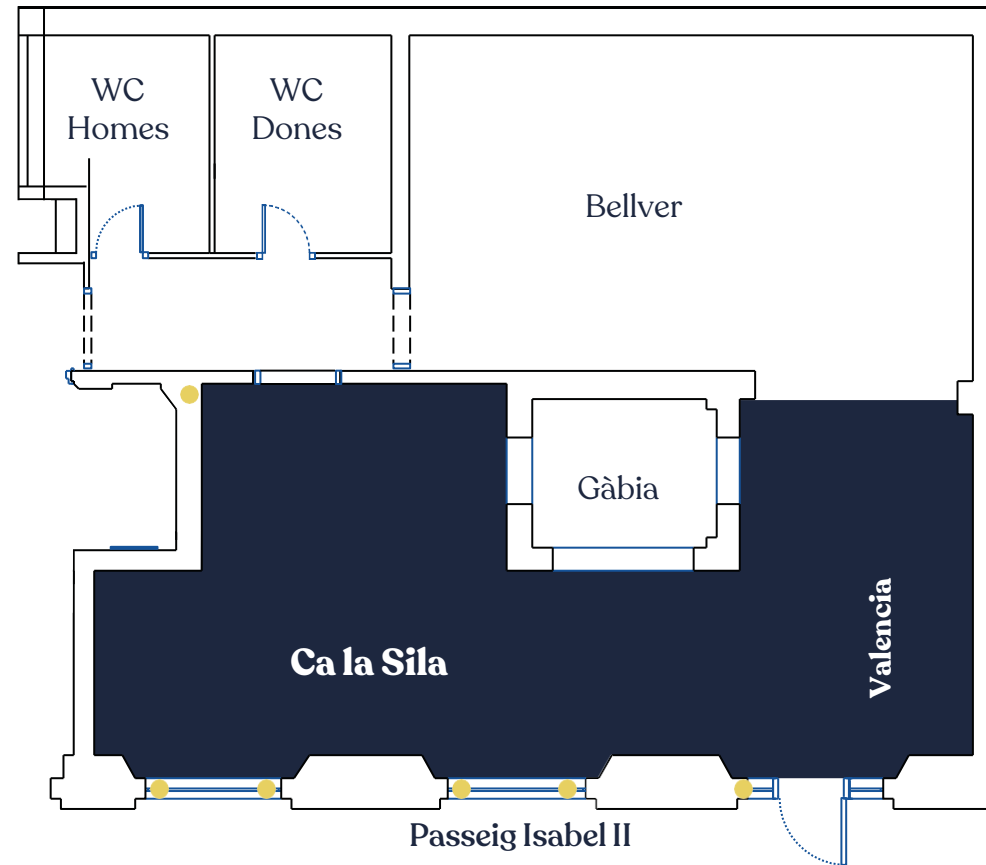 WC
Homes
WC
Dones
Bellver
Gàbia
Ca la Sila
Valencia
Passeig Isabel II